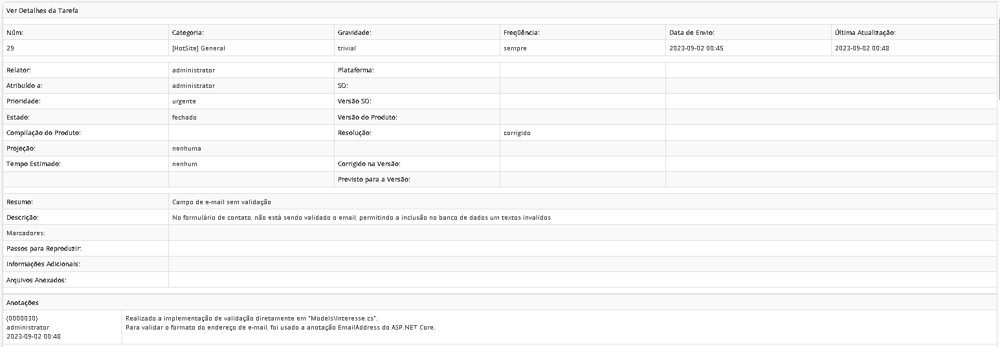 Ver Detalhes da Tarefa
Núm: Categoria: Gravidade: Freqüência: Data de Envio: Última Atualização:
29 [HotSite] General trivial sempre 2023-09-02 00:45 2023-09-02 00:48
Relator: administrator Plataforma:
Atribuído a: administrator SO:
Prioridade: urgente Versão SO:
Estado: fechado Versão do Produto:
Compilação do Produto: Resolução: corrigido
Projeção: nenhuma
Tempo Estimado: nenhum Corrigido na Versão:
Previsto para a Versão:
Resumo: Campo de e-mail sem validação
Descrição: No formulário de contato, não está sendo validado o email, permitindo a inclusão no banco de dados um textos invalidos
Marcadores:
Passos para Reproduzir:
Informações Adicionais:
Arquivos Anexados:
Anotações
(0000030)
administrator
2023-09-02 00:48
Realizado a implementação de validação diretamente em "Models\Interesse.cs".
Para validar o formato do endereço de e-mail, foi usado a anotação EmailAddress do ASP.NET Core.